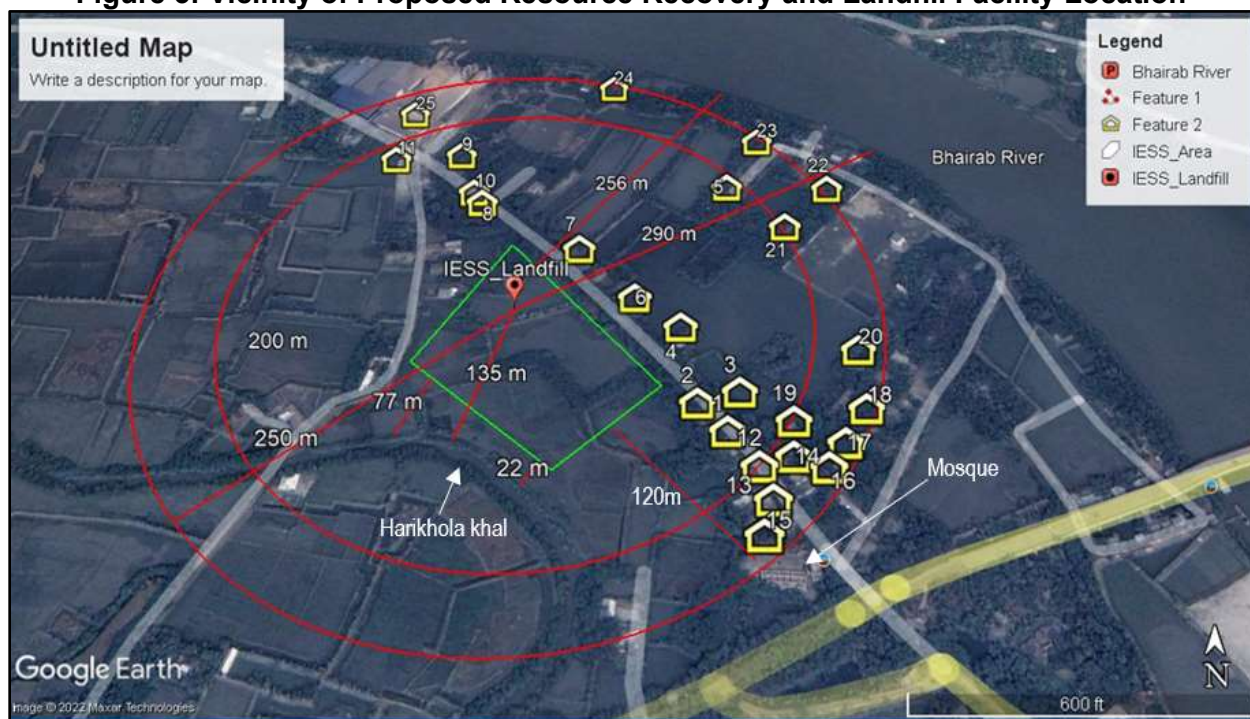 Figure 3: Vicinity of Proposed Resource Recovery and Landfill Facility Location
Untitled Map
Write a description for your map.
Legend
Bhairab River
Feature 1
Feature 2
IESS_Area
IESS_Landfill
24
25
23
11
9
Bhairab River
22
10
256 m
5
8
7
290 m
21
IESS_Landfill
6
200 m
4
20
135 m
2
3
77 m
1
19
18
250 m
12
17
14
22 m
13
16
Mosque
120m
Harikhola khal
15
Google Earth
Image © 2022 Maxar Technologies
N
600 ft